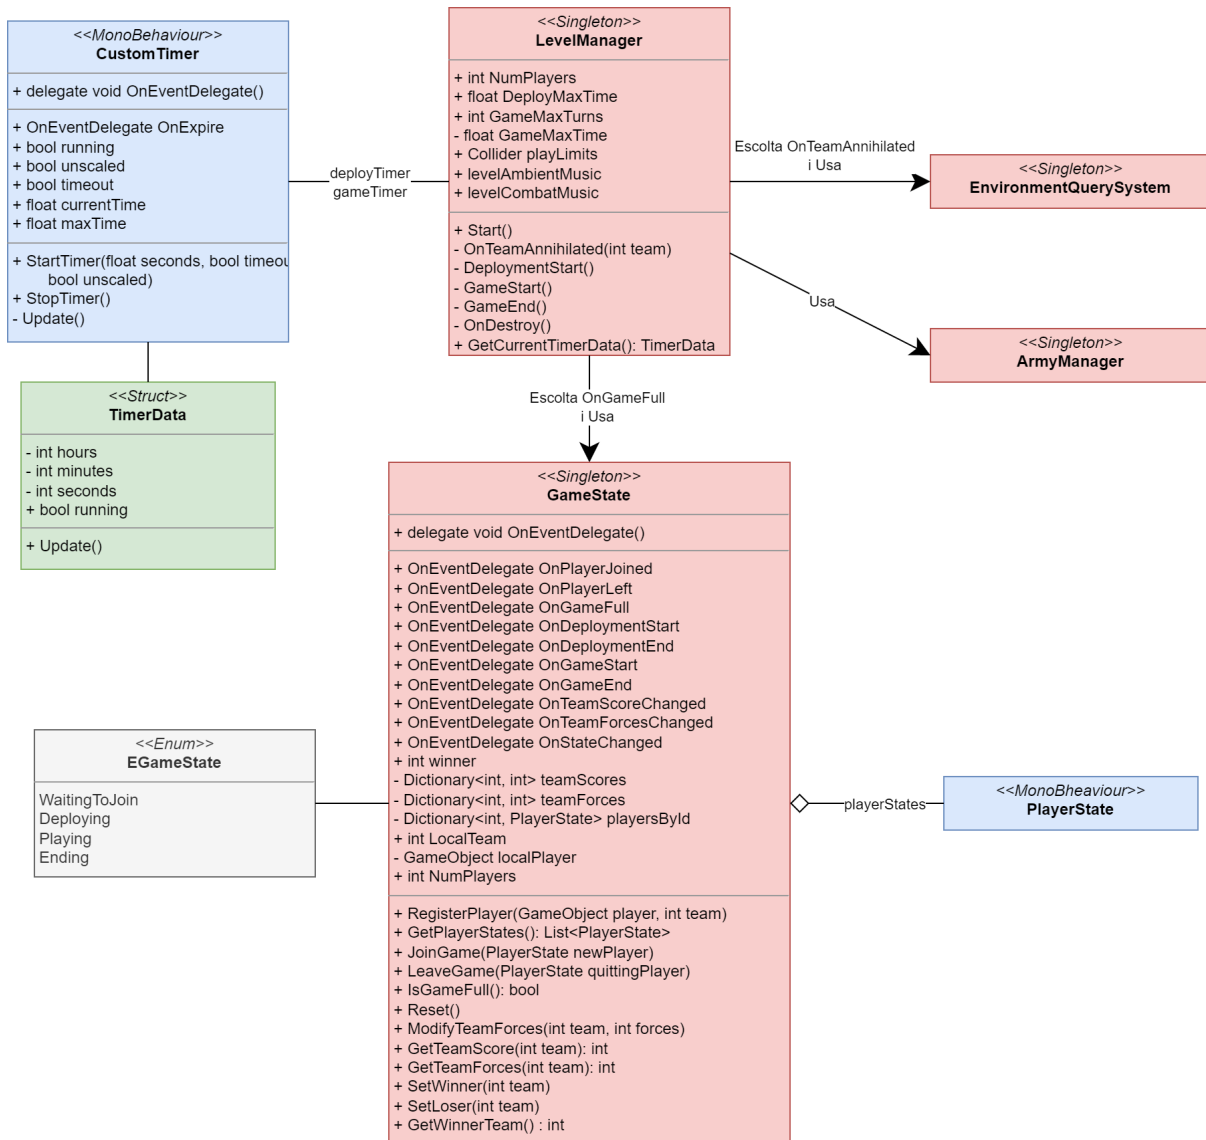 <<MonoBehaviour>>
CustomTimer
+ delegate void OnEventDelegate()
+ OnEventDelegate OnExpire
+ bool running
+ bool unscaled
+ bool timeout
+ float currentTime
+ float maxTime
+ StartTimer(float seconds, bool timeou
bool unscaled)
+ StopTimer()
- Update()
<<Struct>>
TimerData
- int hours
- int minutes
- int seconds
+ bool running
+ Update()
deployTimer
gameTimer
<<Singleton>>
LevelManager
+ int NumPlayers
+ float DeployMaxTime
+ int GameMaxTurns
- float GameMaxTime
+ Collider playLimits
+ levelAmbientMusic
+ levelCombatMusic
+ Start()
- OnTeamAnnihilated(int team)
- DeploymentStart()
- GameStart()
- GameEnd()
- OnDestroy()
+ GetCurrentTimerData(): TimerData
Escolta OnTeamAnnihilated
i Usa
<<Singleton>>
EnvironmentQuerySystem
Usa
<<Singleton>>
ArmyManager
Escolta OnGameFull
i Usa
<<Singleton>>
GameState
+ delegate void OnEventDelegate()
+ OnEventDelegate OnPlayerJoined
+ OnEventDelegate OnPlayerLeft
+ OnEventDelegate OnGameFull
+ OnEventDelegate OnDeploymentStart
+ OnEventDelegate OnDeploymentEnd
+ OnEventDelegate OnGameStart
+ OnEventDelegate OnGameEnd
+ OnEventDelegate OnTeamScoreChanged
+ OnEventDelegate OnTeamForcesChanged
+ OnEventDelegate OnStateChanged
+ int winner
- Dictionary<int, int> teamScores
- Dictionary<int, int> teamForces
- Dictionary<int, PlayerState> playersById
+ int LocalTeam
- GameObject localPlayer
+ int NumPlayers
+ RegisterPlayer(GameObject player, int team)
+ GetPlayerStates(): List<PlayerState>
+ JoinGame(PlayerState newPlayer)
+ LeaveGame(PlayerState quittingPlayer)
+ IsGameFull(): bool
+ Reset()
+ ModifyTeamForces(int team, int forces)
+ GetTeamScore(int team): int
+ GetTeamForces(int team): int
+ SetWinner(int team)
+ SetLoser(int team)
+ GetWinnerTeam() : int
<<Enum>>
EGameState
WaitingToJoin
Deploying
Playing
Ending
playerStates
<<MonoBheaviour>>
PlayerState